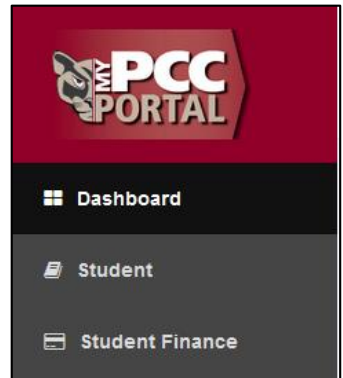 MY
PCC
PORTAL
Dashboard
Student
Student Finance